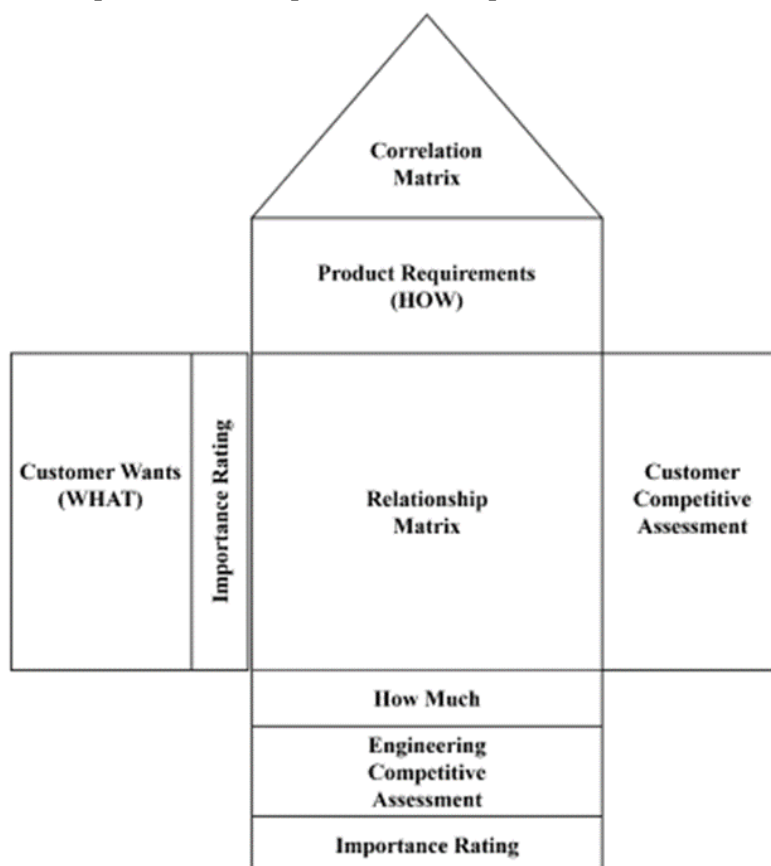 Correlation
Matrix
Product Requirements
(HOW)
Customer Wants
(WHAT)
Importance Rating
Relationship
Matrix
Customer
Competitive
Assessment
How Much
Engineering
Competitive
Assessment
Importance Rating